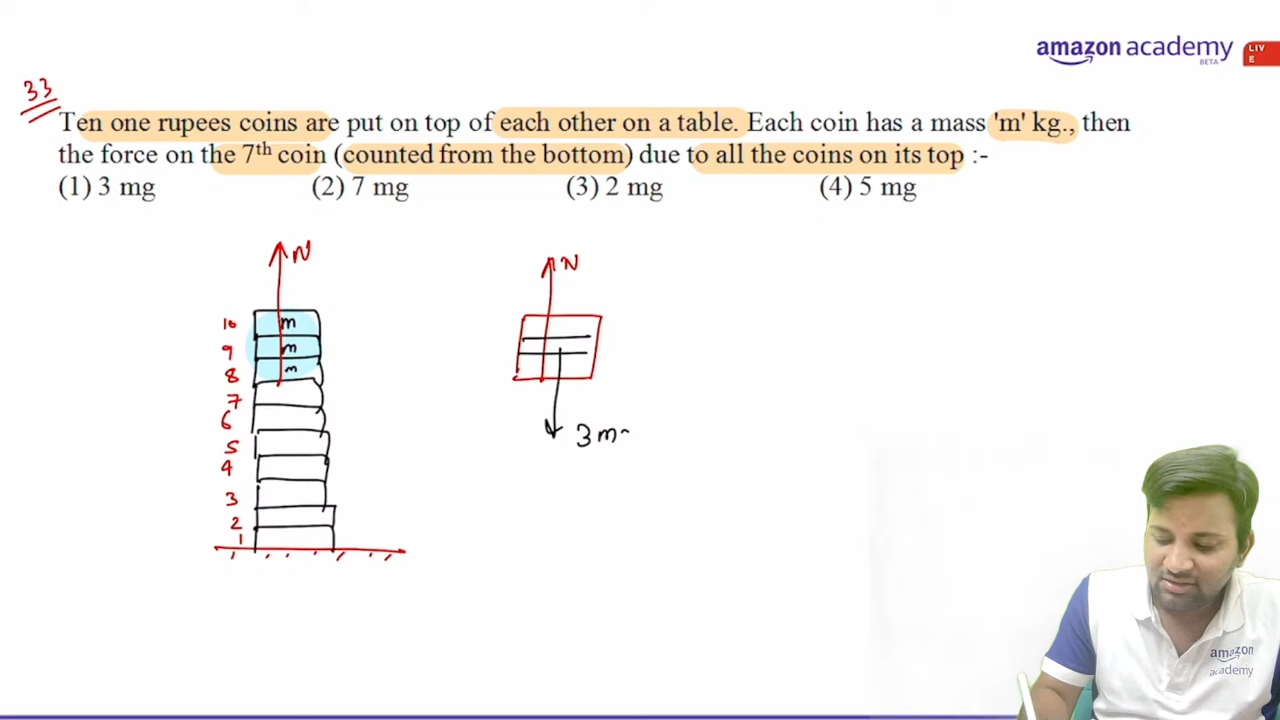 amazon academy
BETA
LIV
E
33
Ten one rupees coins are put on top of each other on a table. Each coin has a mass 'm' kg., then
the force on the 7th coin (counted from the bottom) due to all the coins on its top :-
(1) 3 mg (2) 7 mg (3) 2 mg (4) 5 mg
N
N
10 m
9 m
8 m
7
6
5
4
3
2
1
3m
amazon
academy